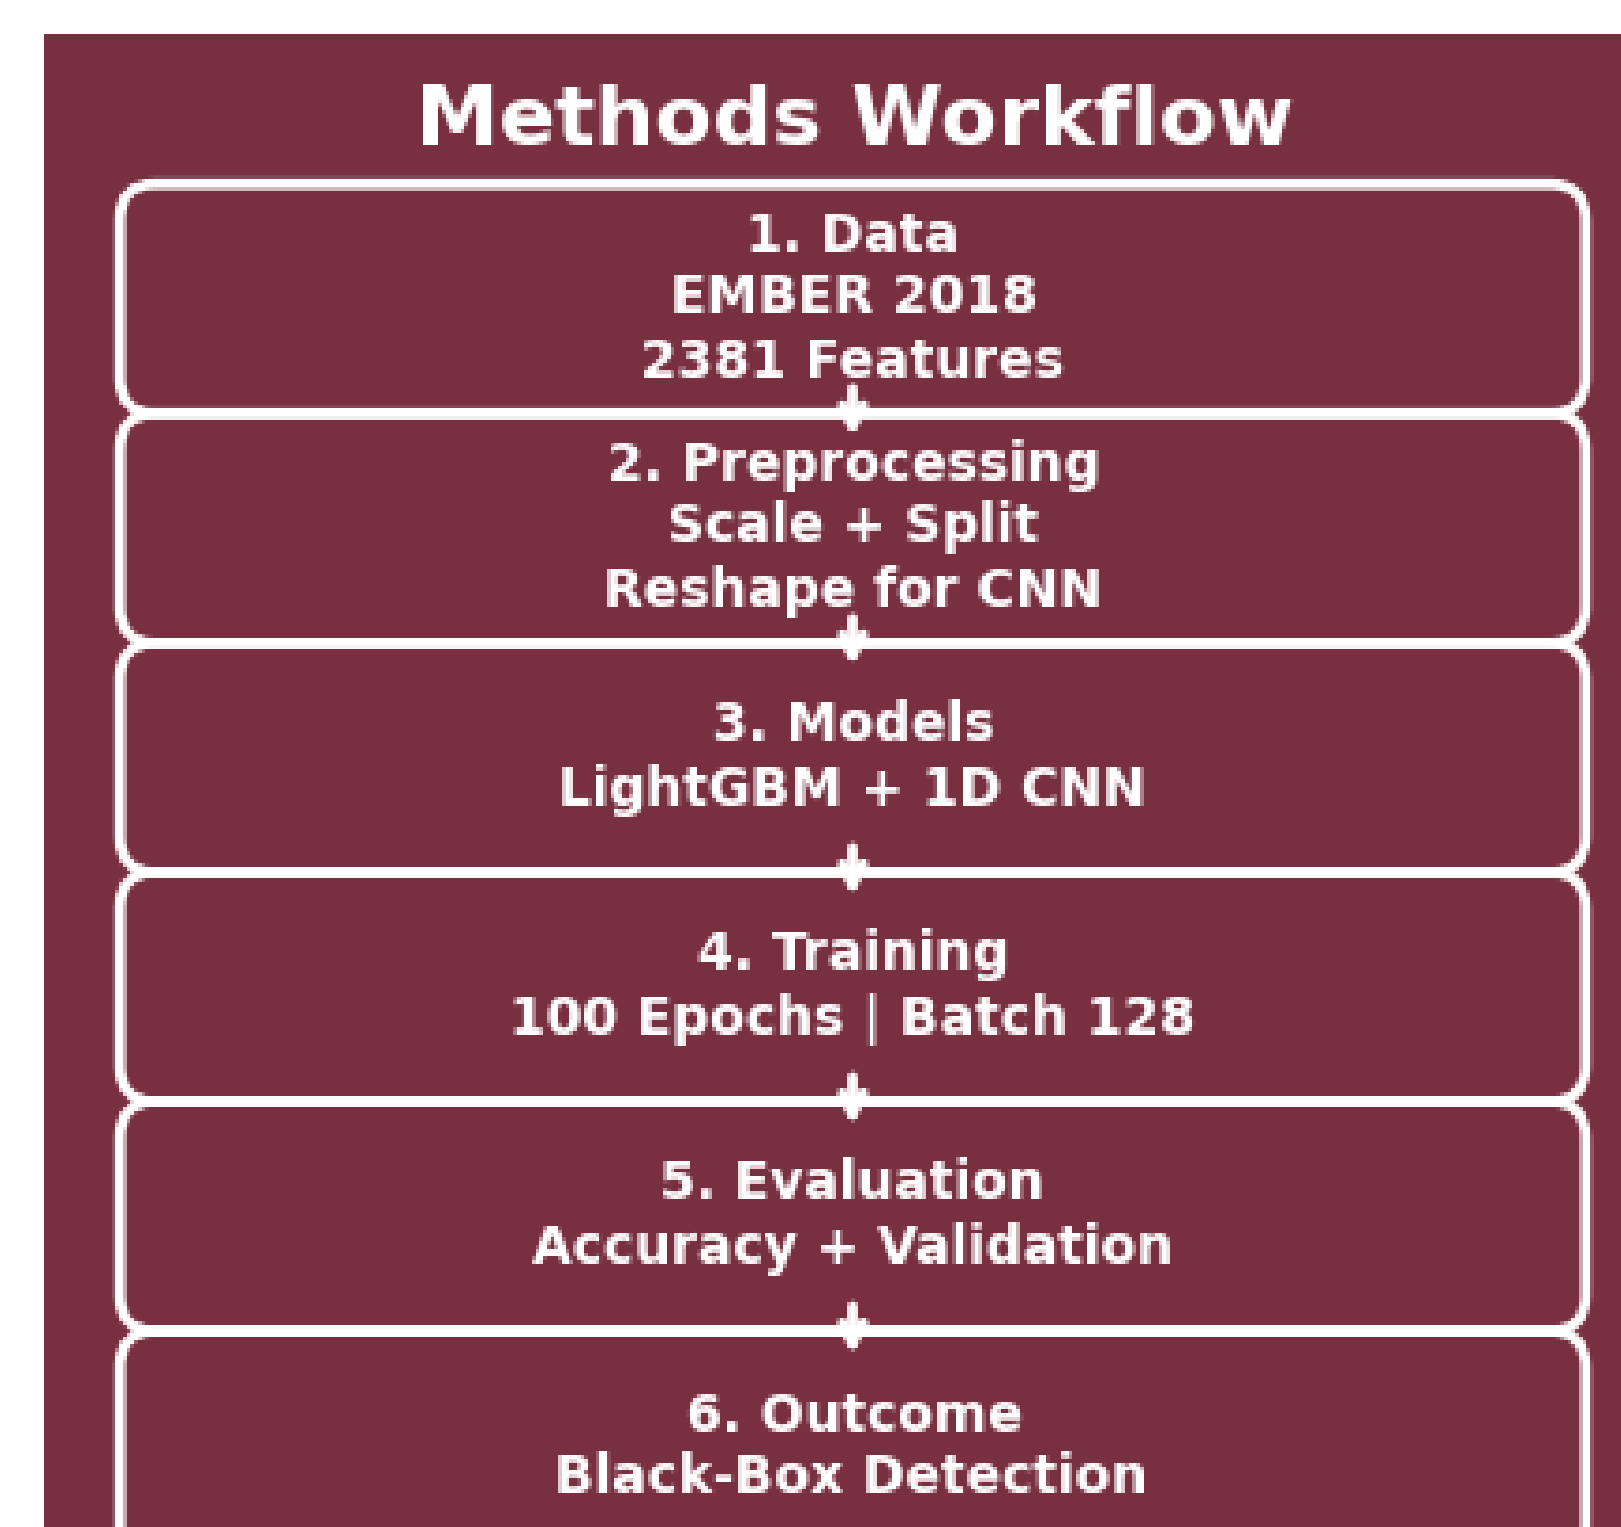 Methods Workflow
1. Data
EMBER 2018
2381 Features
2. Preprocessing
Scale + Split
Reshape for CNN
3. Models
LightGBM + 1D CNN
4. Training
100 Epochs | Batch 128
5. Evaluation
Accuracy + Validation
6. Outcome
Black-Box Detection